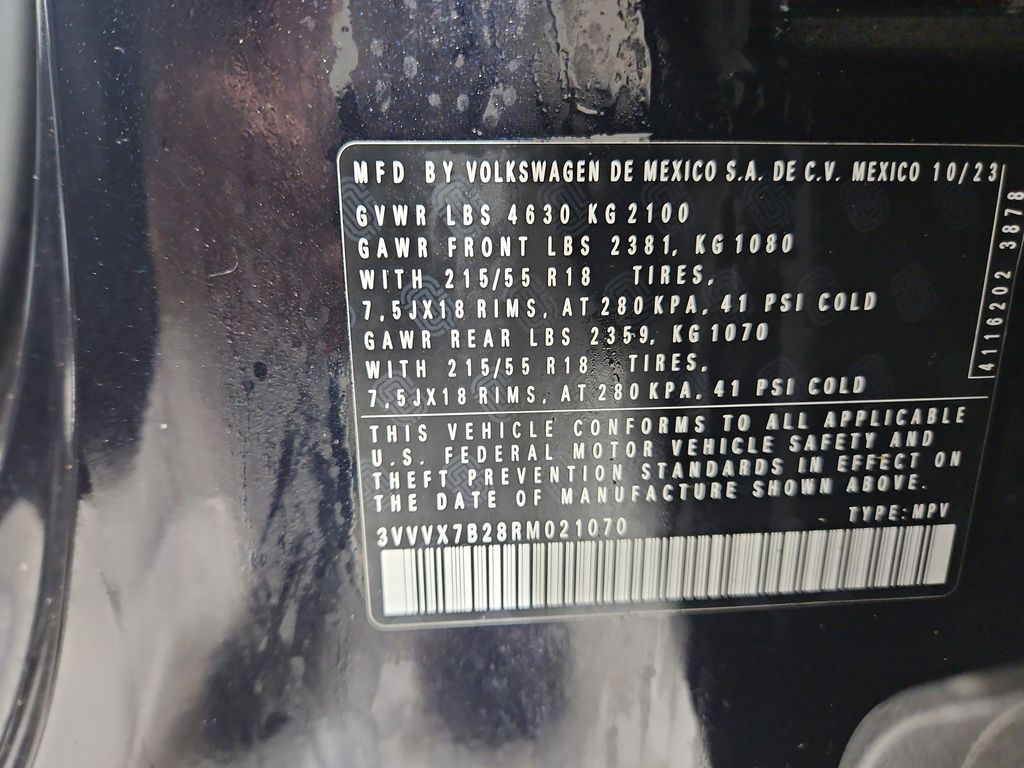 MFD BY VOLKSWAGEN DE MEXICO S.A. DE C.V. MEXICO 10/23
GVWR LBS 4630 KG 2100
GAWR FRONT LBS 2381, KG 1080
WITH 215/55 R18 TIRES,
7,5JX18 RIMS, AT 280 KPA, 41 PSI COLD
GAWR REAR LBS 2359, KG 1070
WITH 215/55 R18 TIRES,
7,5JX18 RIMS, AT 280 KPA, 41 PSI COLD
THIS VEHICLE CONFORMS TO ALL APPLICABLE
U.S. FEDERAL MOTOR VEHICLE SAFETY AND
THEFT PREVENTION STANDARDS IN EFFECT ON
THE DATE OF MANUFACTURE SHOWN ABOVE.
TYPE: MPV
3VVVX7B28RM021070
4116202 3878